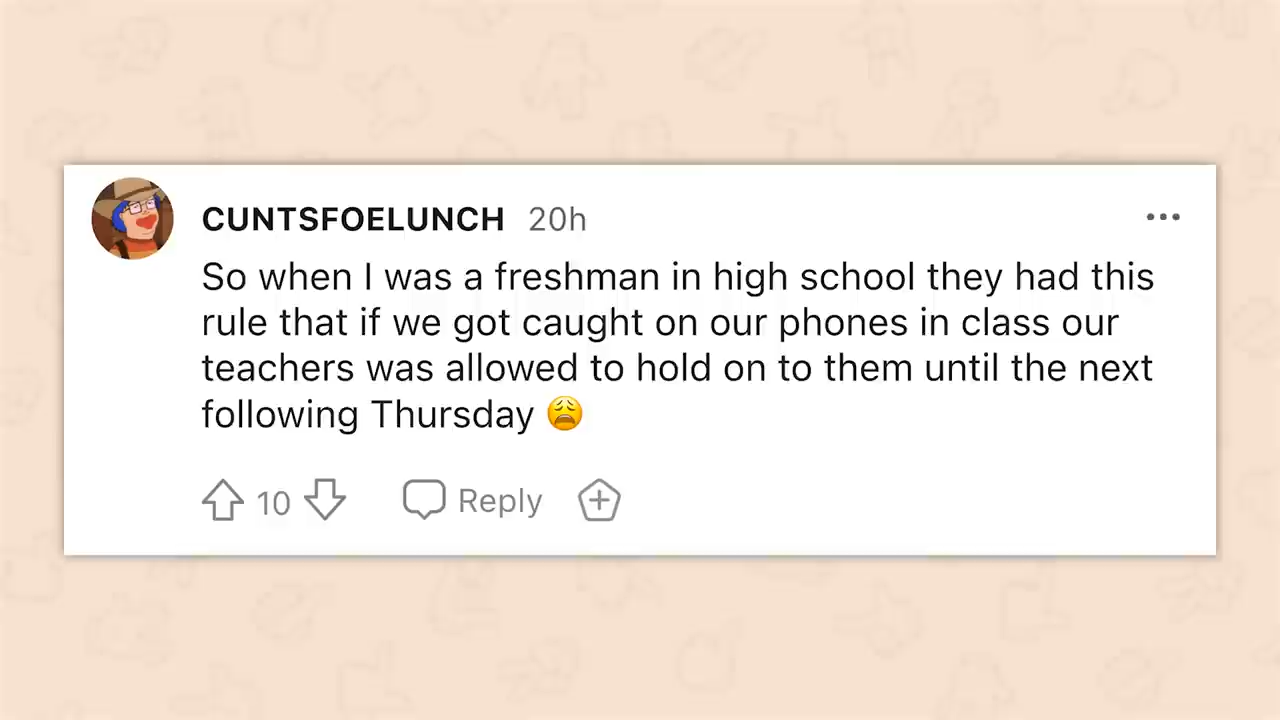 CUNTSFOELUNCH 20h
So when I was a freshman in high school they had this
rule that if we got caught on our phones in class our
teachers was allowed to hold on to them until the next
following Thursday 😩
10 Reply